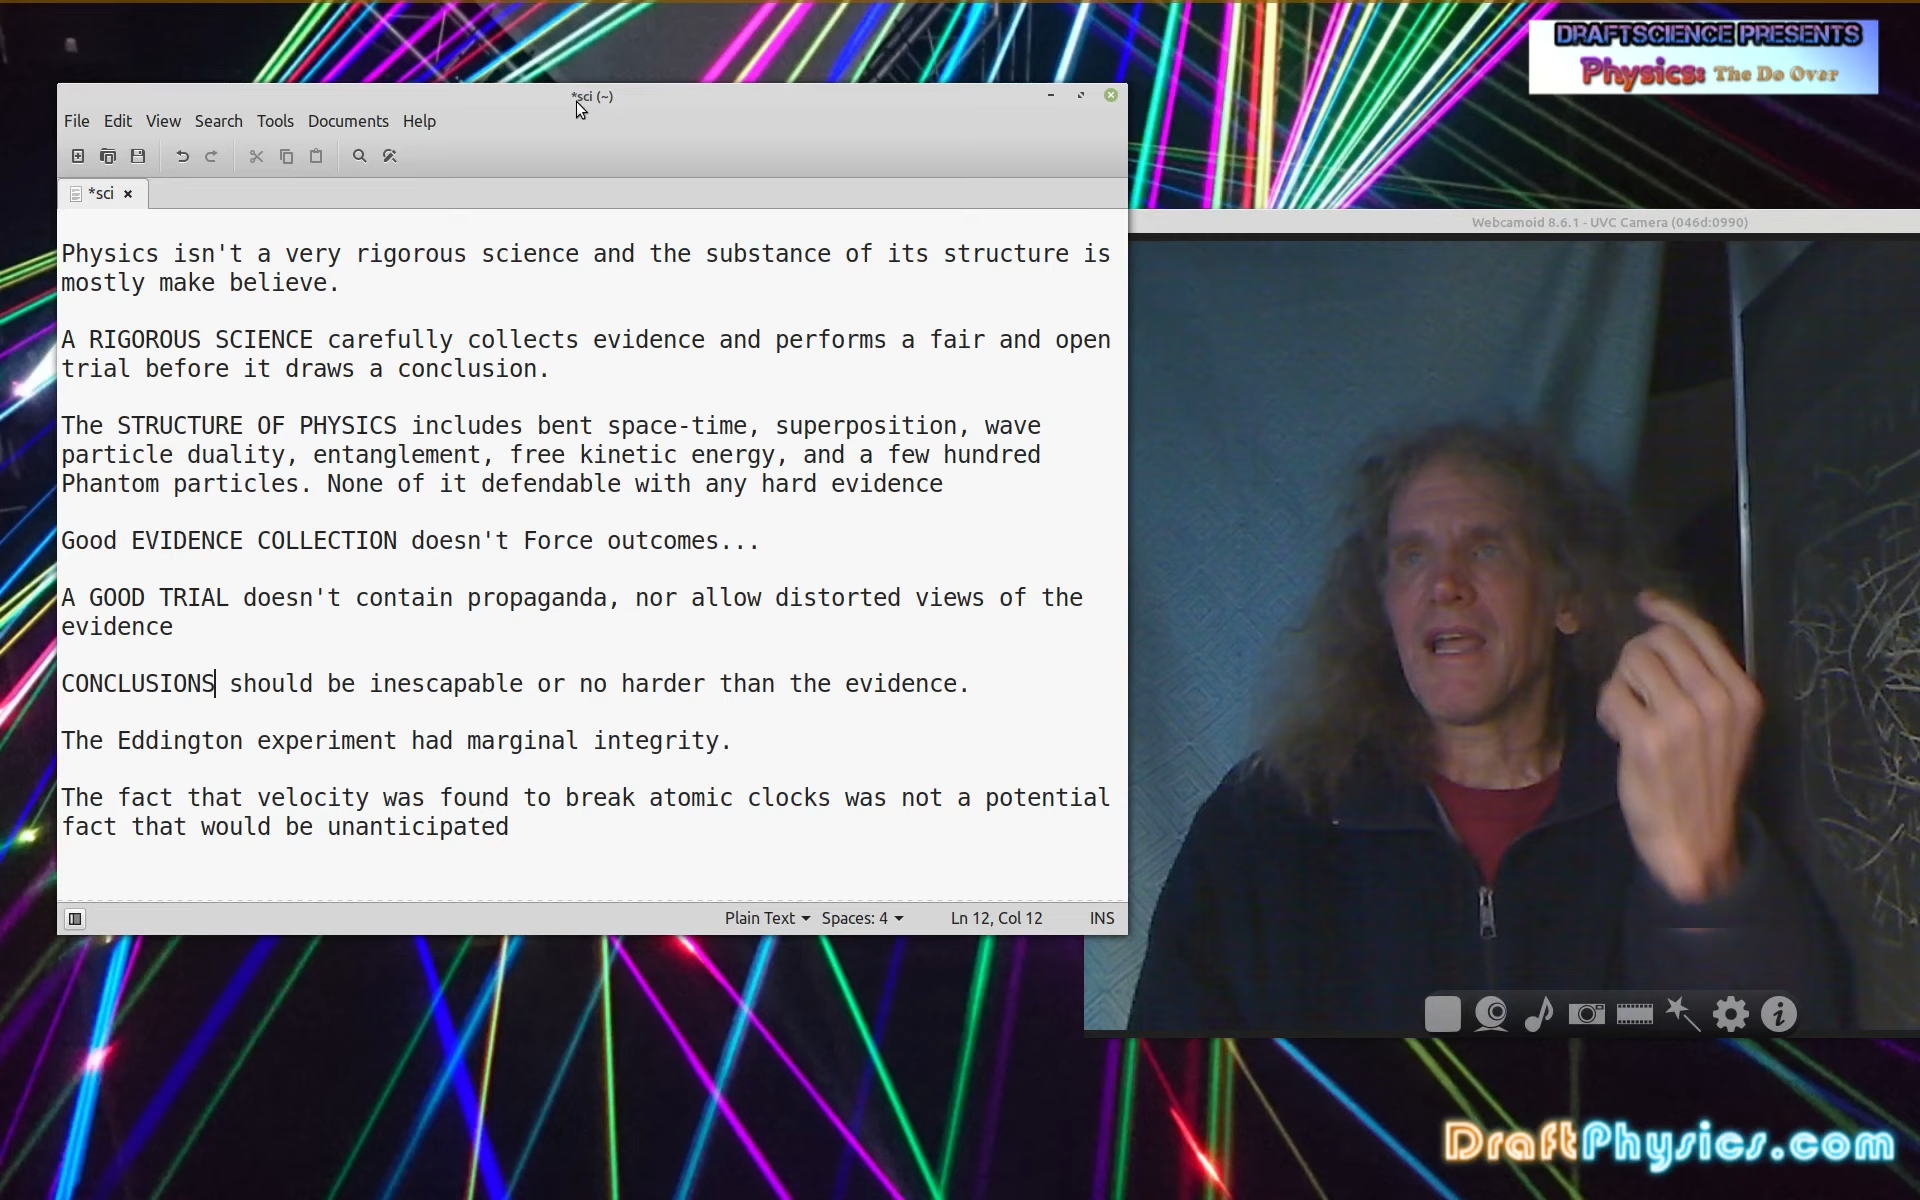 DRAFTSCIENCE PRESENTS
Physics: The Do Over
*sci (~)
File Edit View Search Tools Documents Help
*sci
Webcamoid 8.6.1 - UVC Camera (046d:0990)
Physics isn't a very rigorous science and the substance of its structure is
mostly make believe.
A RIGOROUS SCIENCE carefully collects evidence and performs a fair and open
trial before it draws a conclusion.
The STRUCTURE OF PHYSICS includes bent space-time, superposition, wave
particle duality, entanglement, free kinetic energy, and a few hundred
Phantom particles. None of it defendable with any hard evidence
Good EVIDENCE COLLECTION doesn't Force outcomes...
A GOOD TRIAL doesn't contain propaganda, nor allow distorted views of the
evidence
CONCLUSIONS should be inescapable or no harder than the evidence.
The Eddington experiment had marginal integrity.
The fact that velocity was found to break atomic clocks was not a potential
fact that would be unanticipated
Plain Text Spaces: 4 Ln 12, Col 12 INS
DraftPhysics.com